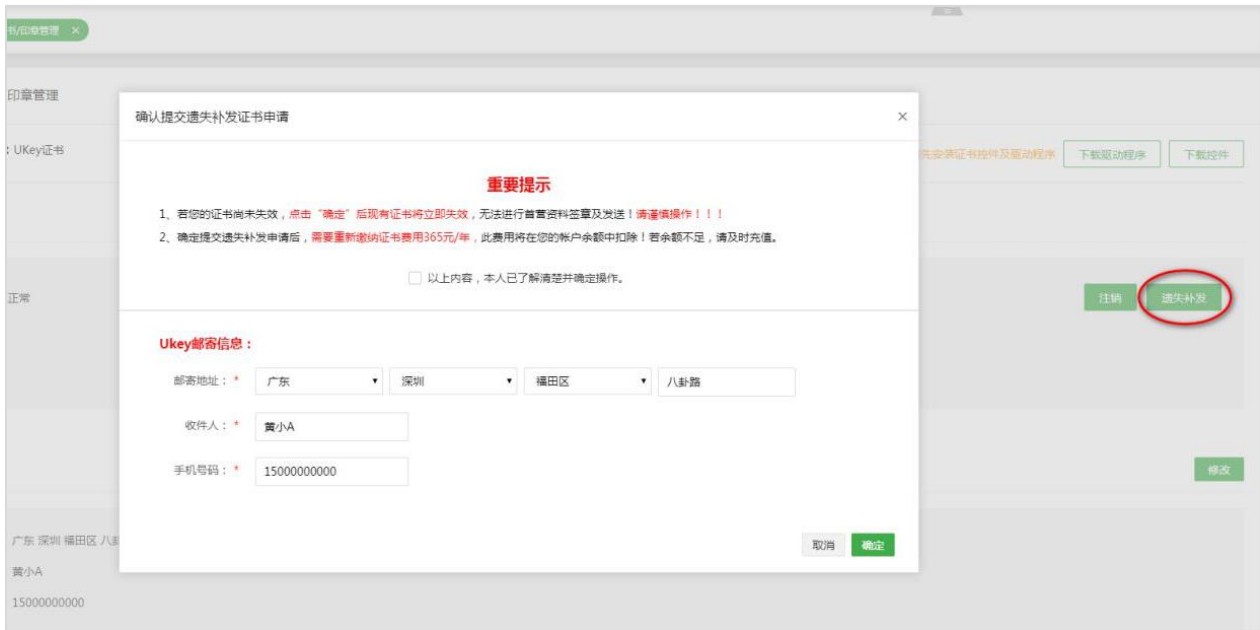 书/印章管理 ×
印章管理
确认提交遗失补发证书申请 ×
: UKey证书
先安装证书控件及驱动程序 下载驱动程序 下载控件
重要提示
1、若您的证书尚未失效，点击“确定”后现有证书将立即失效，无法进行首营资料签章及发送！请谨慎操作！！！
2、确定提交遗失补发申请后，需要重新缴纳证书费用365元/年，此费用将在您的帐户余额中扣除！若余额不足，请及时充值。
以上内容，本人已了解清楚并确定操作。
正常 注销 遗失补发
Ukey邮寄信息：
邮寄地址：* 广东 深圳 福田区 八卦路
收件人：* 黄小A
手机号码：* 15000000000
修改
取消 确定
广东 深圳 福田区 八卦
黄小A
15000000000